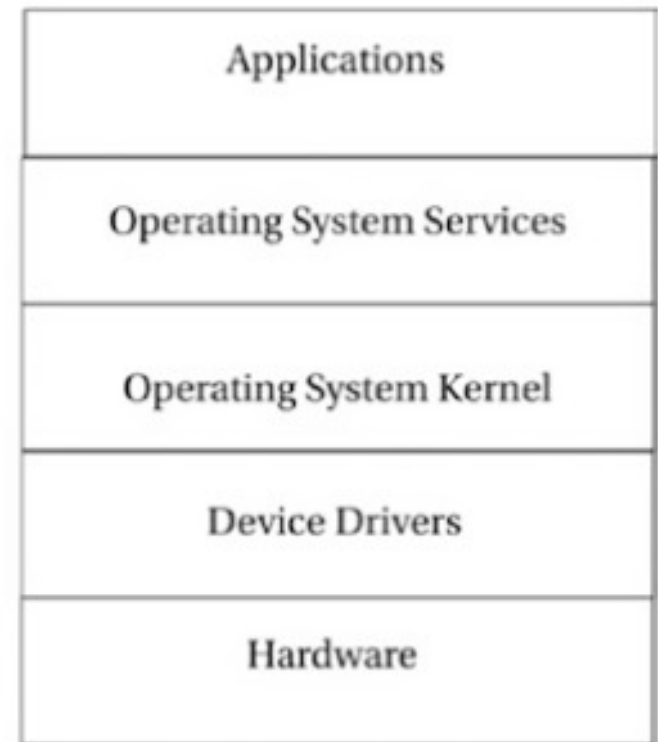 Applications
Operating System Services
Operating System Kernel
Device Drivers
Hardware